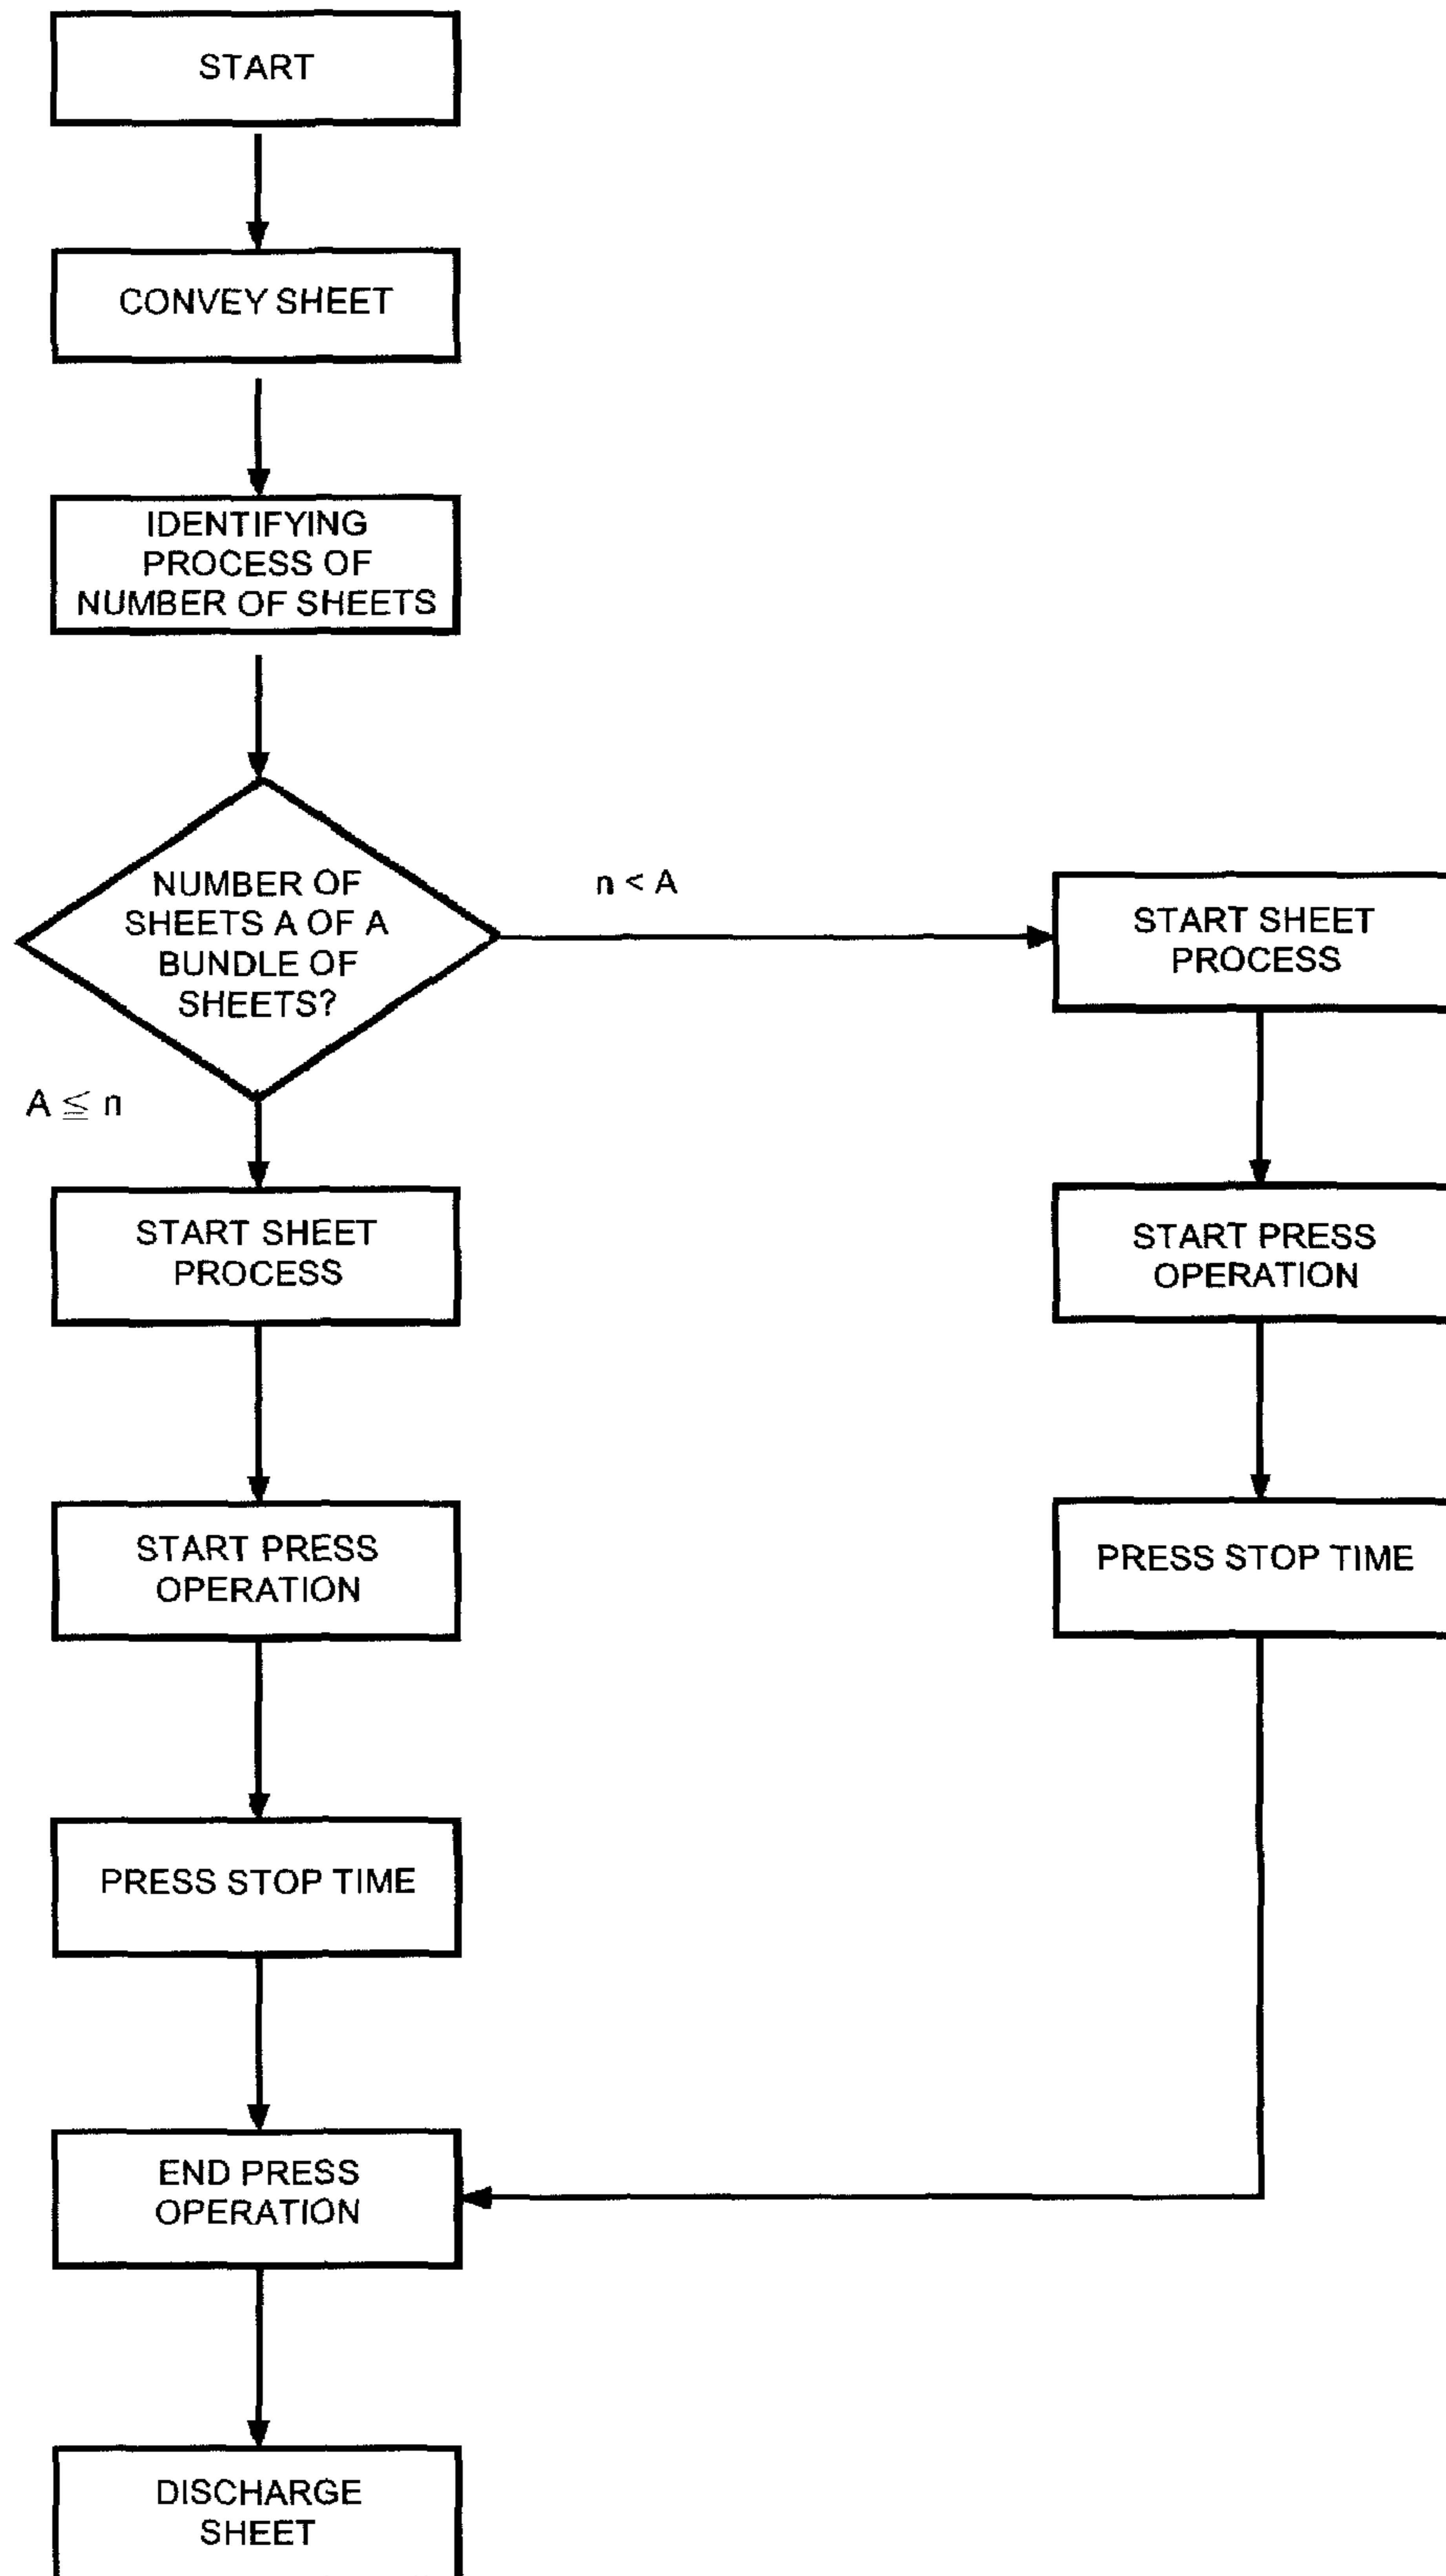 START
CONVEY SHEET
IDENTIFYING
PROCESS OF
NUMBER OF SHEETS
NUMBER OF
SHEETS A OF A
BUNDLE OF
SHEETS?
n < A
A ≦ n
START SHEET
PROCESS
START PRESS
OPERATION
PRESS STOP TIME
START SHEET
PROCESS
START PRESS
OPERATION
PRESS STOP TIME
END PRESS
OPERATION
DISCHARGE
SHEET